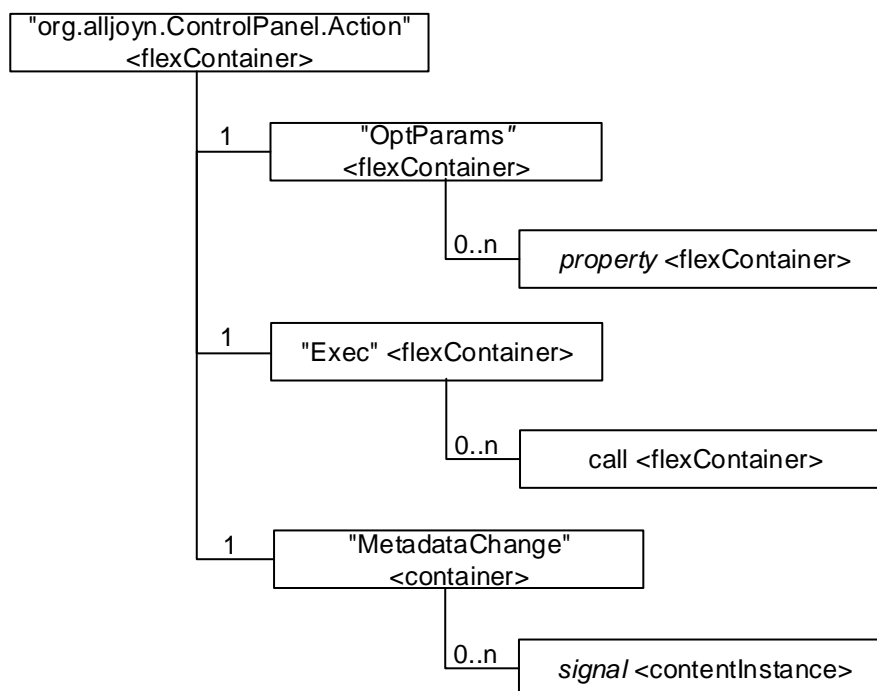 "org.alljoyn.ControlPanel.Action"
<flexContainer>
1
"OptParams"
<flexContainer>
0..n
property <flexContainer>
1
"Exec" <flexContainer>
0..n
call <flexContainer>
1
"MetadataChange"
<container>
0..n
signal <contentInstance>